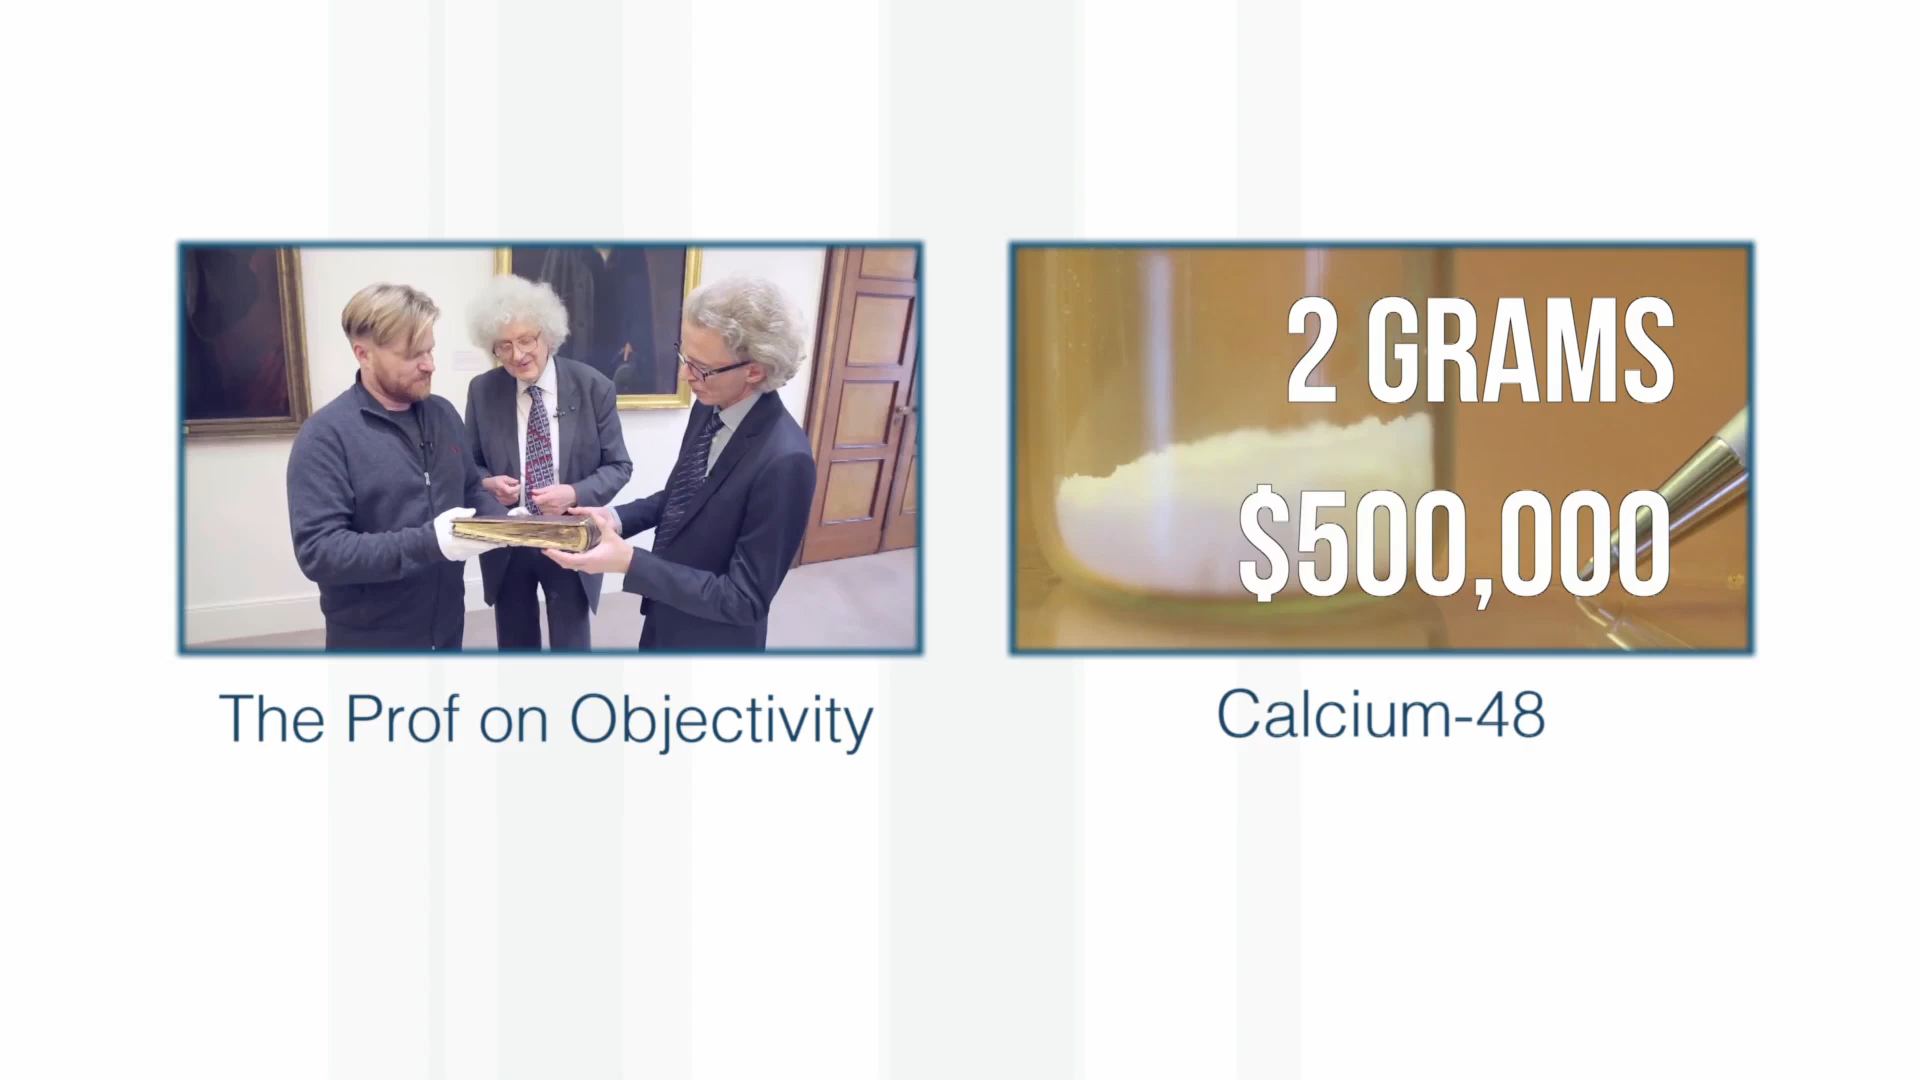 2 GRAMS
$500,000
The Prof on Objectivity
Calcium-48